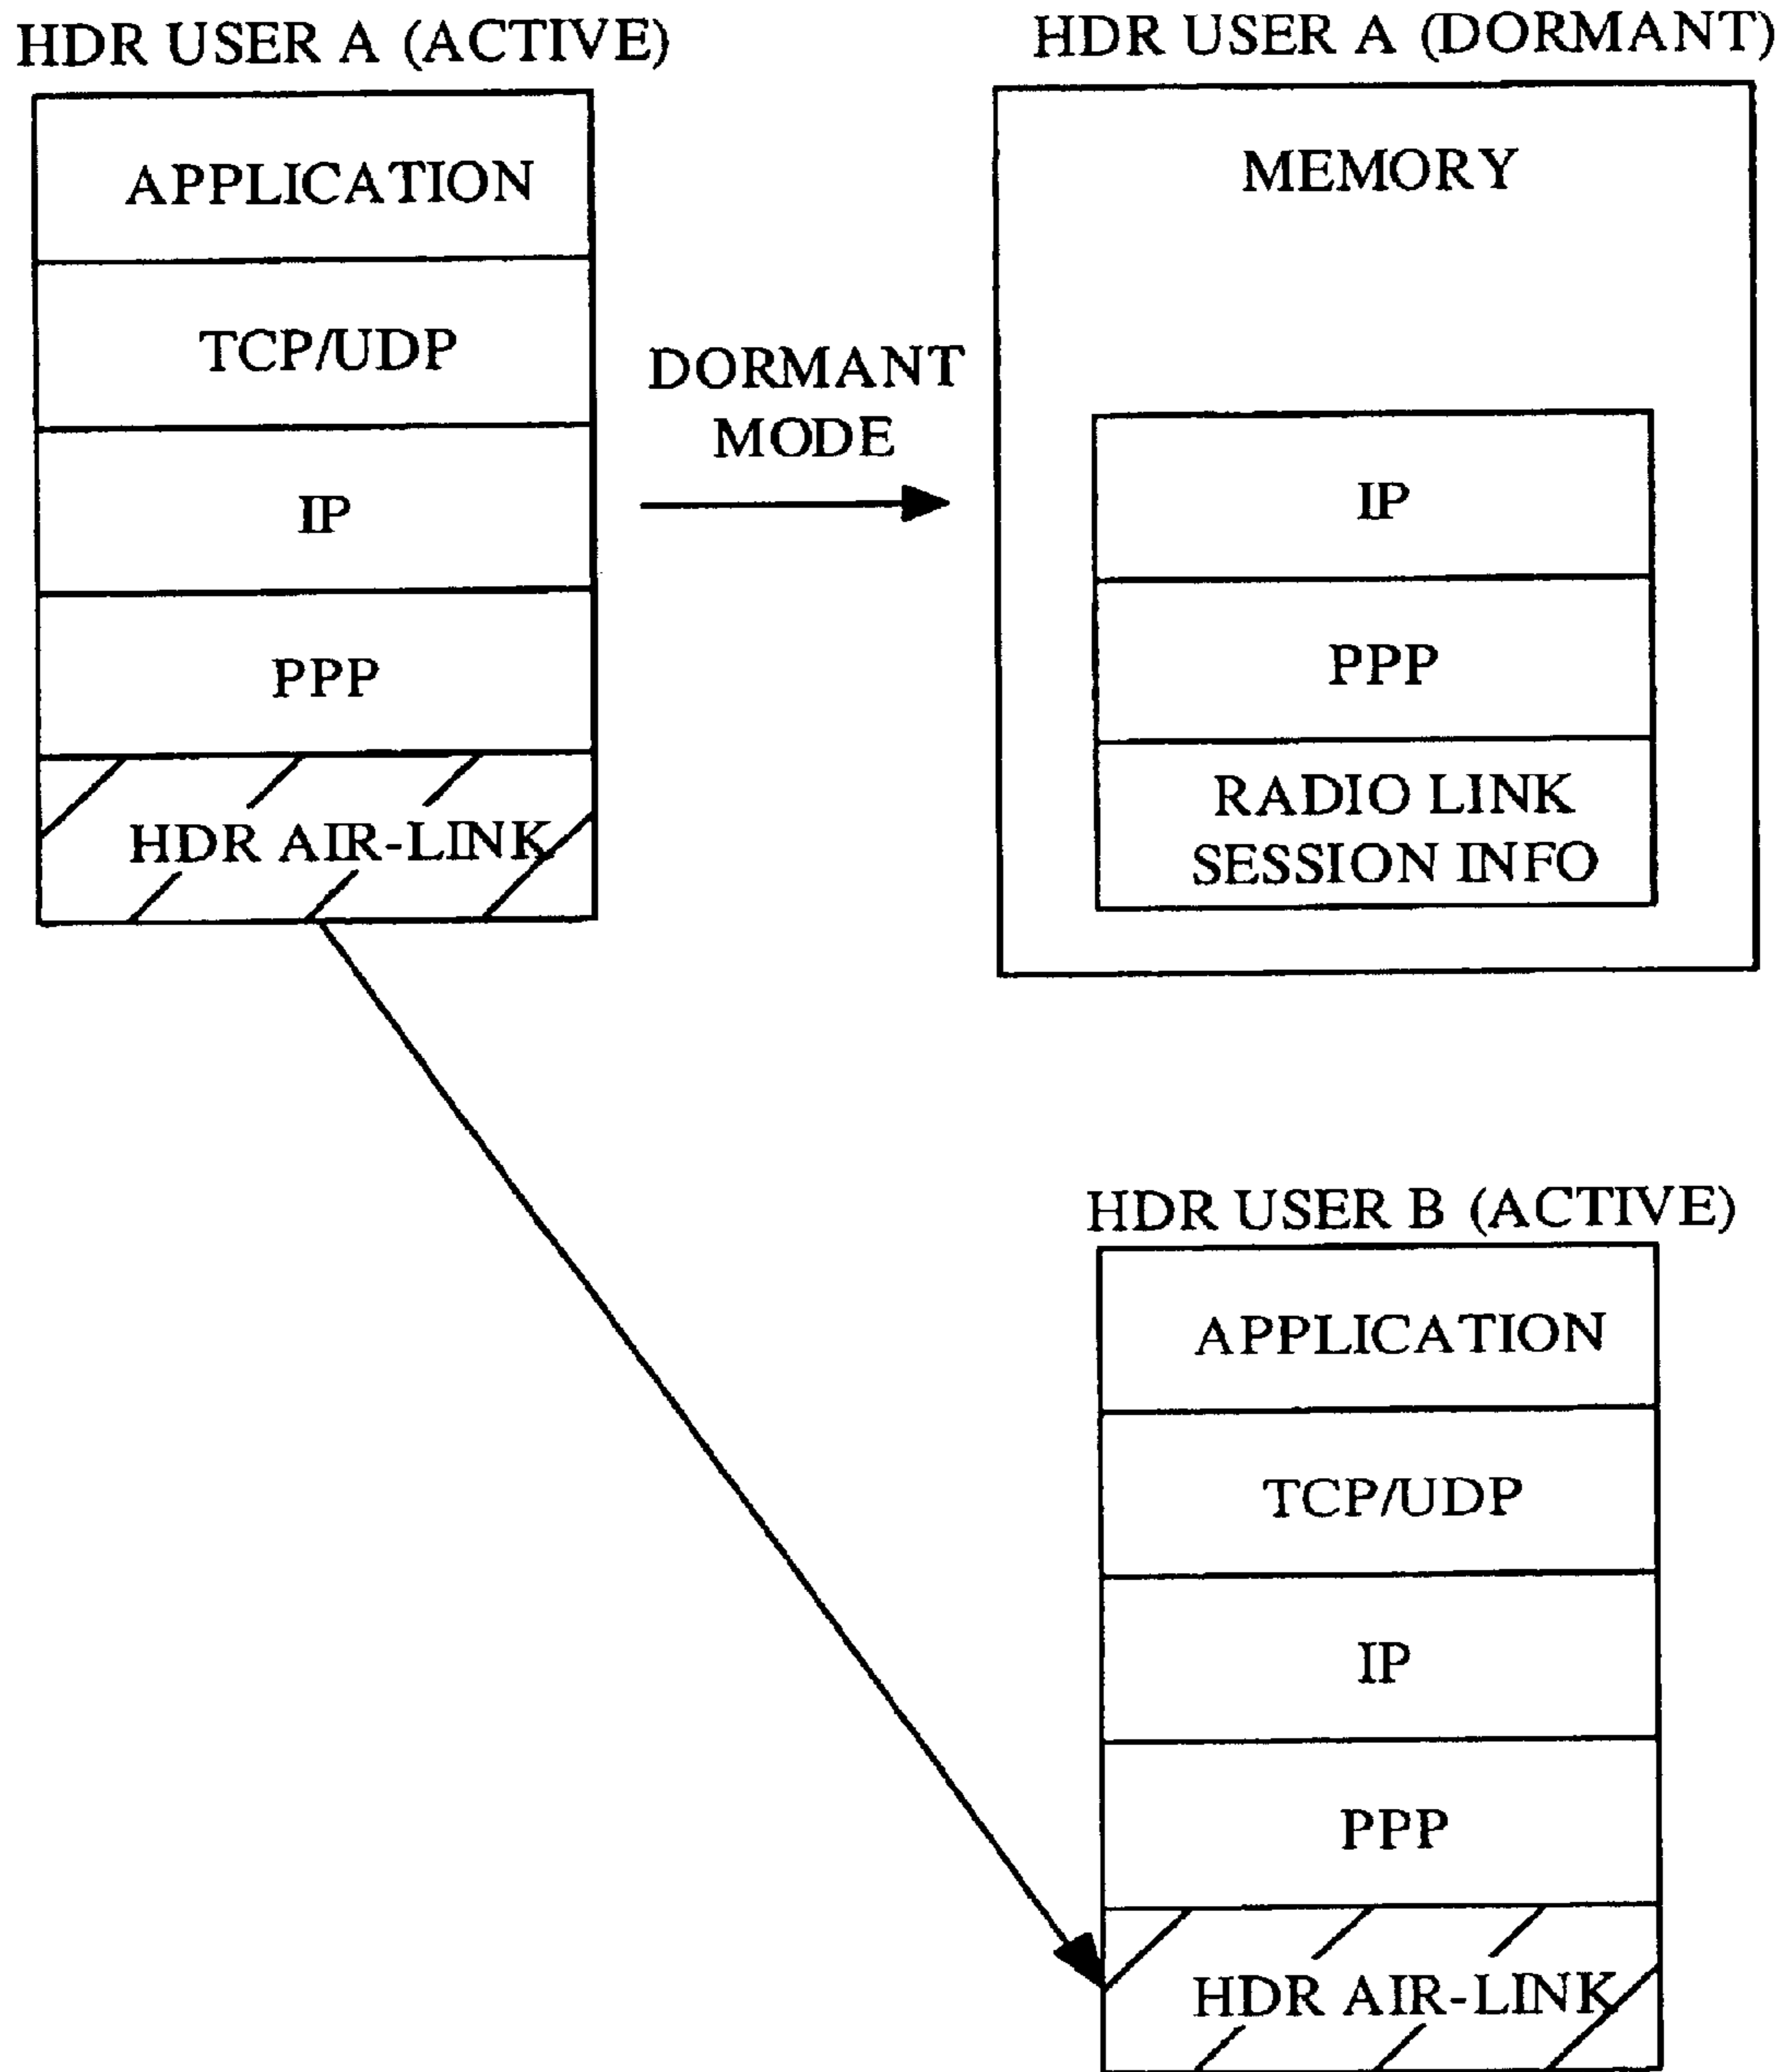 HDR USER A (ACTIVE)
APPLICATION
TCP/UDP
IP
PPP
HDR AIR-LINK
DORMANT
MODE
HDR USER A (DORMANT)
MEMORY
IP
PPP
RADIO LINK
SESSION INFO
HDR USER B (ACTIVE)
APPLICATION
TCP/UDP
IP
PPP
HDR AIR-LINK